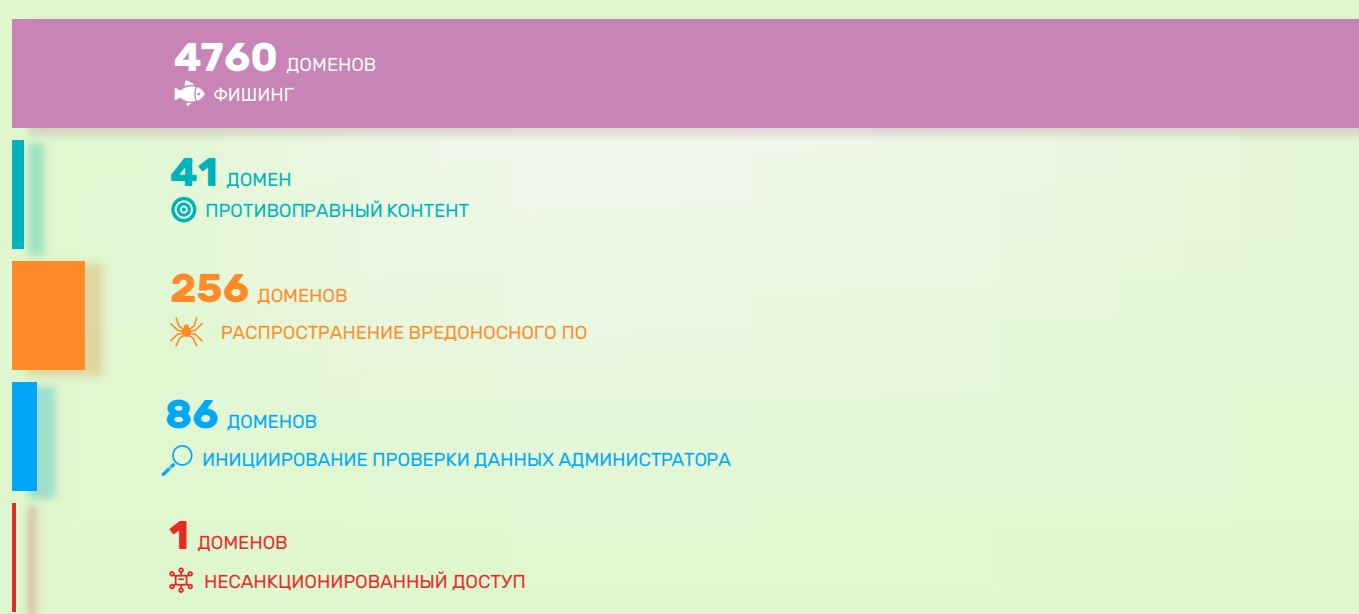 4760 ДОМЕНОВ
ФИШИНГ
41 ДОМЕН
ПРОТИВОПРАВНЫЙ КОНТЕНТ
256 ДОМЕНОВ
РАСПРОСТРАНЕНИЕ ВРЕДОНОСНОГО ПО
86 ДОМЕНОВ
ИНИЦИИРОВАНИЕ ПРОВЕРКИ ДАННЫХ АДМИНИСТРАТОРА
1 ДОМЕНОВ
НЕСАНКЦИОНИРОВАННЫЙ ДОСТУП